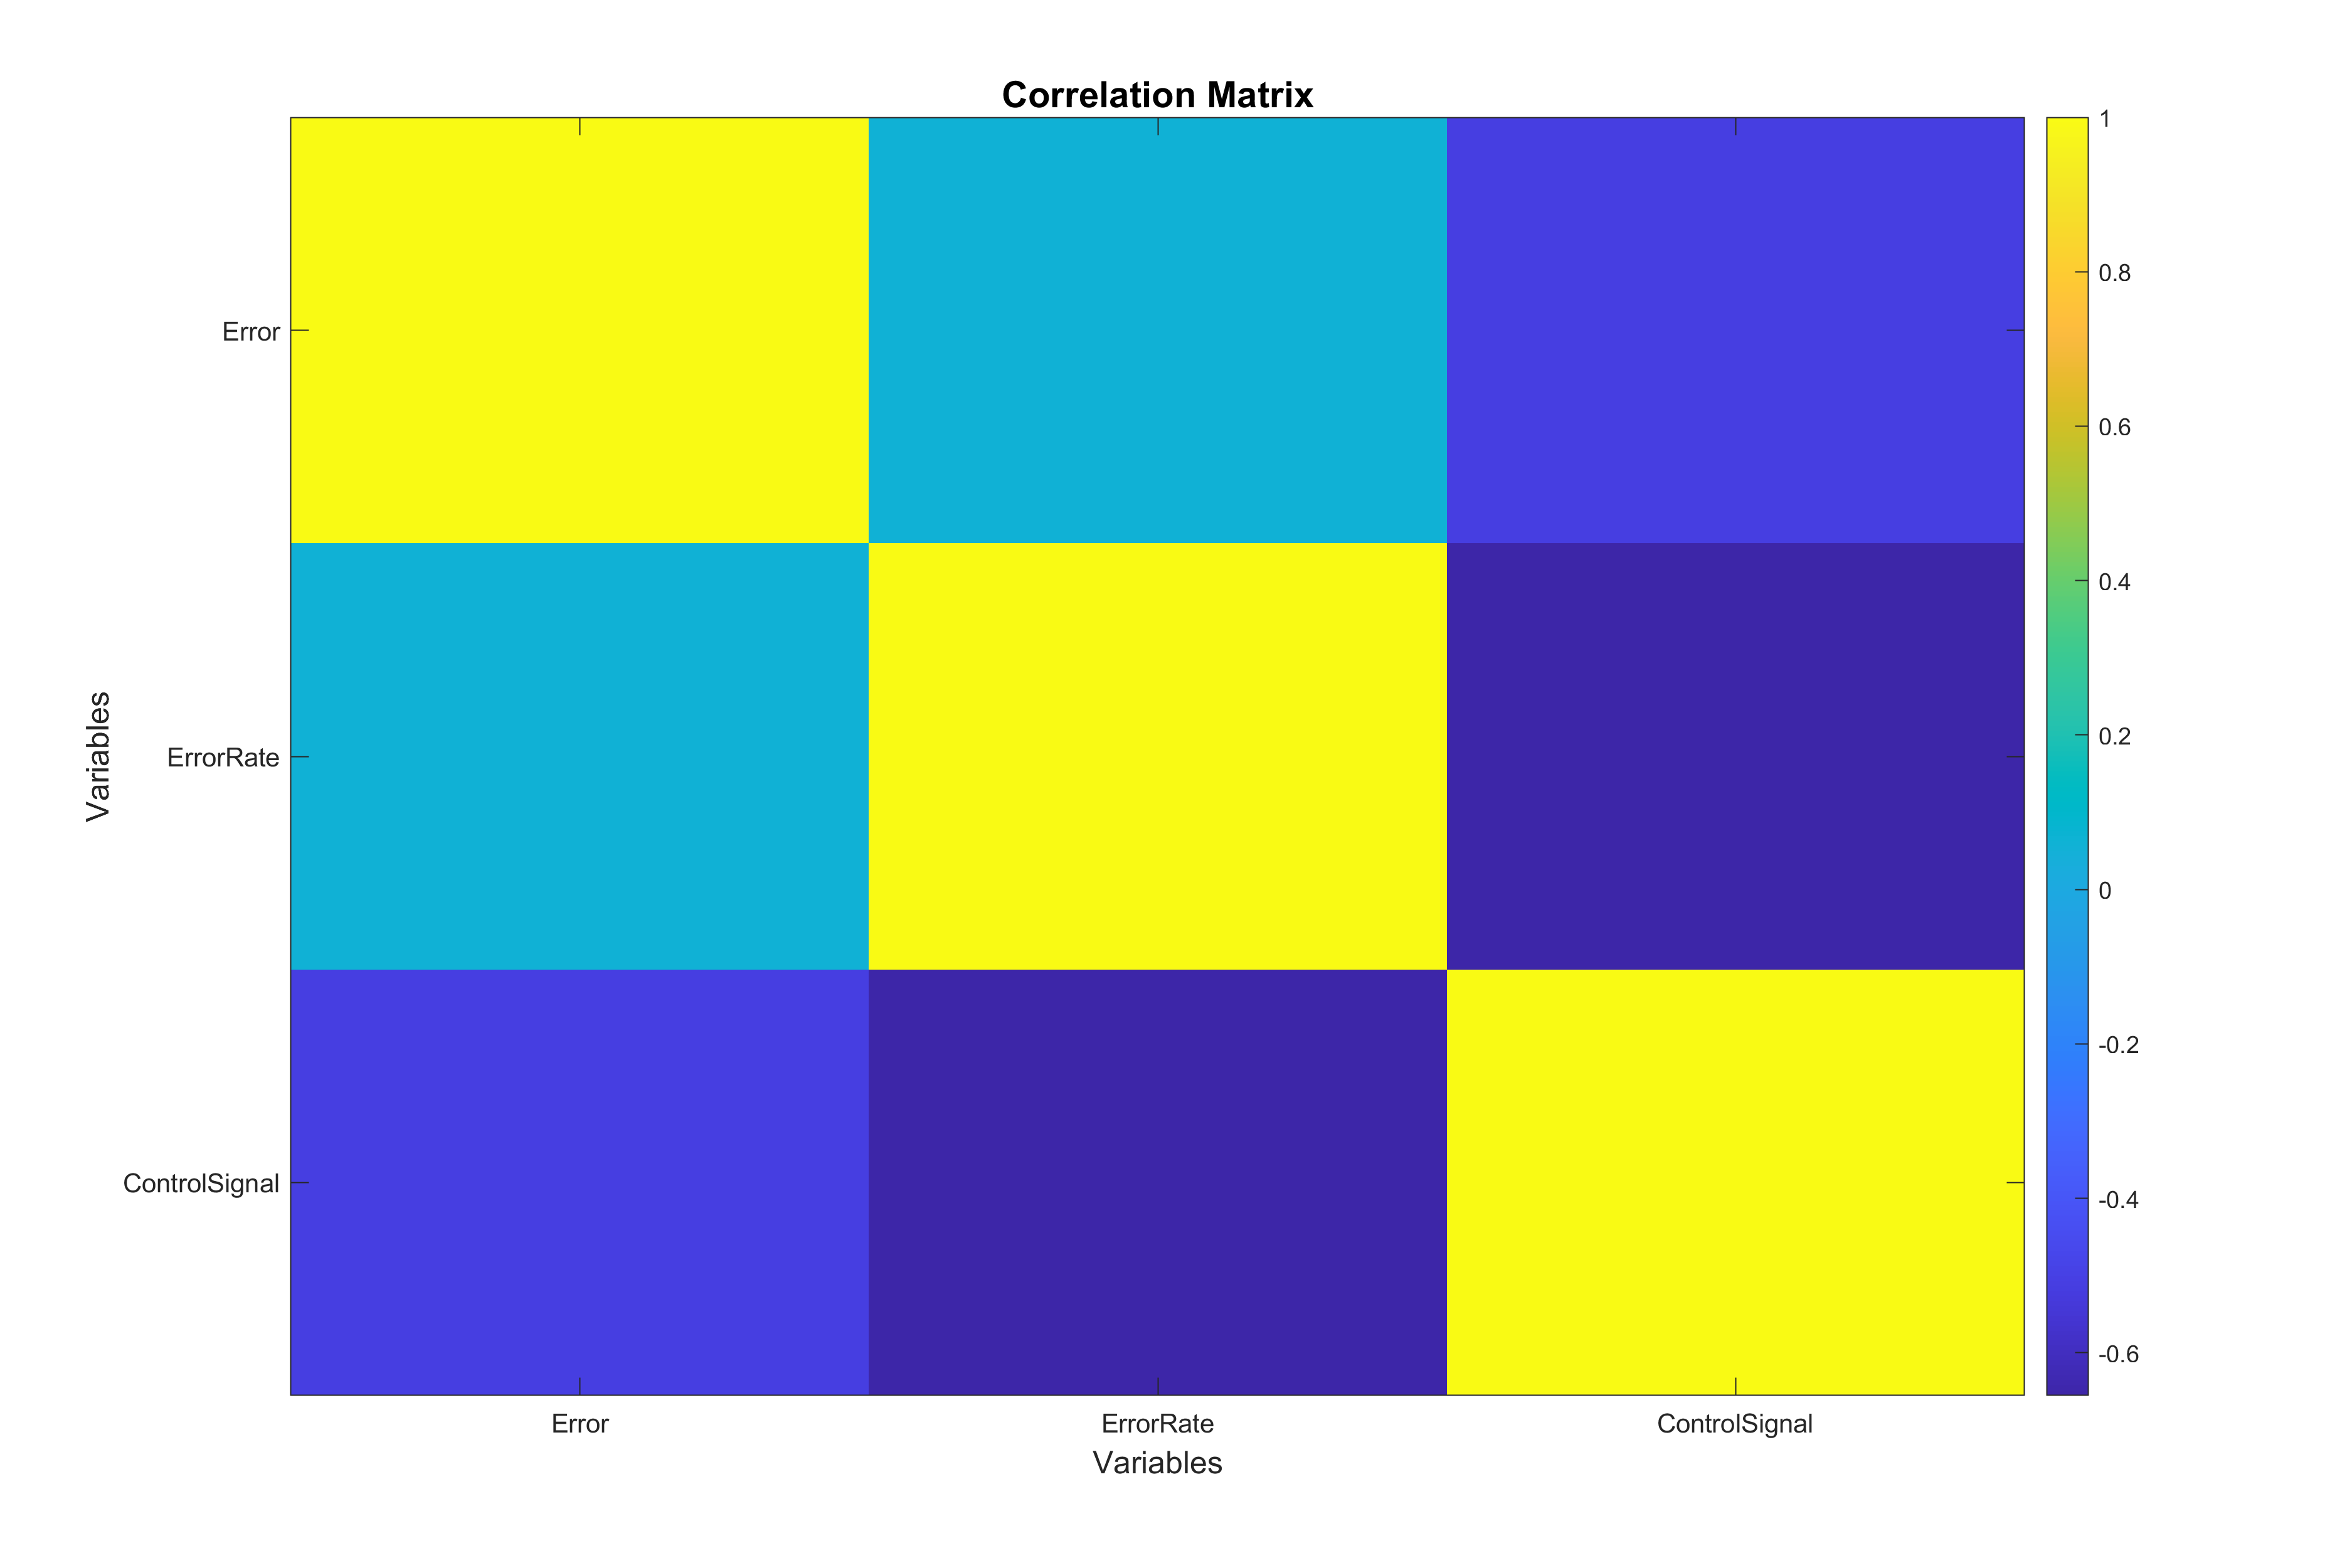 Correlation Matrix
Variables
Error
ErrorRate
ControlSignal
Error
ErrorRate
ControlSignal
Variables
1
0.8
0.6
0.4
0.2
0
-0.2
-0.4
-0.6